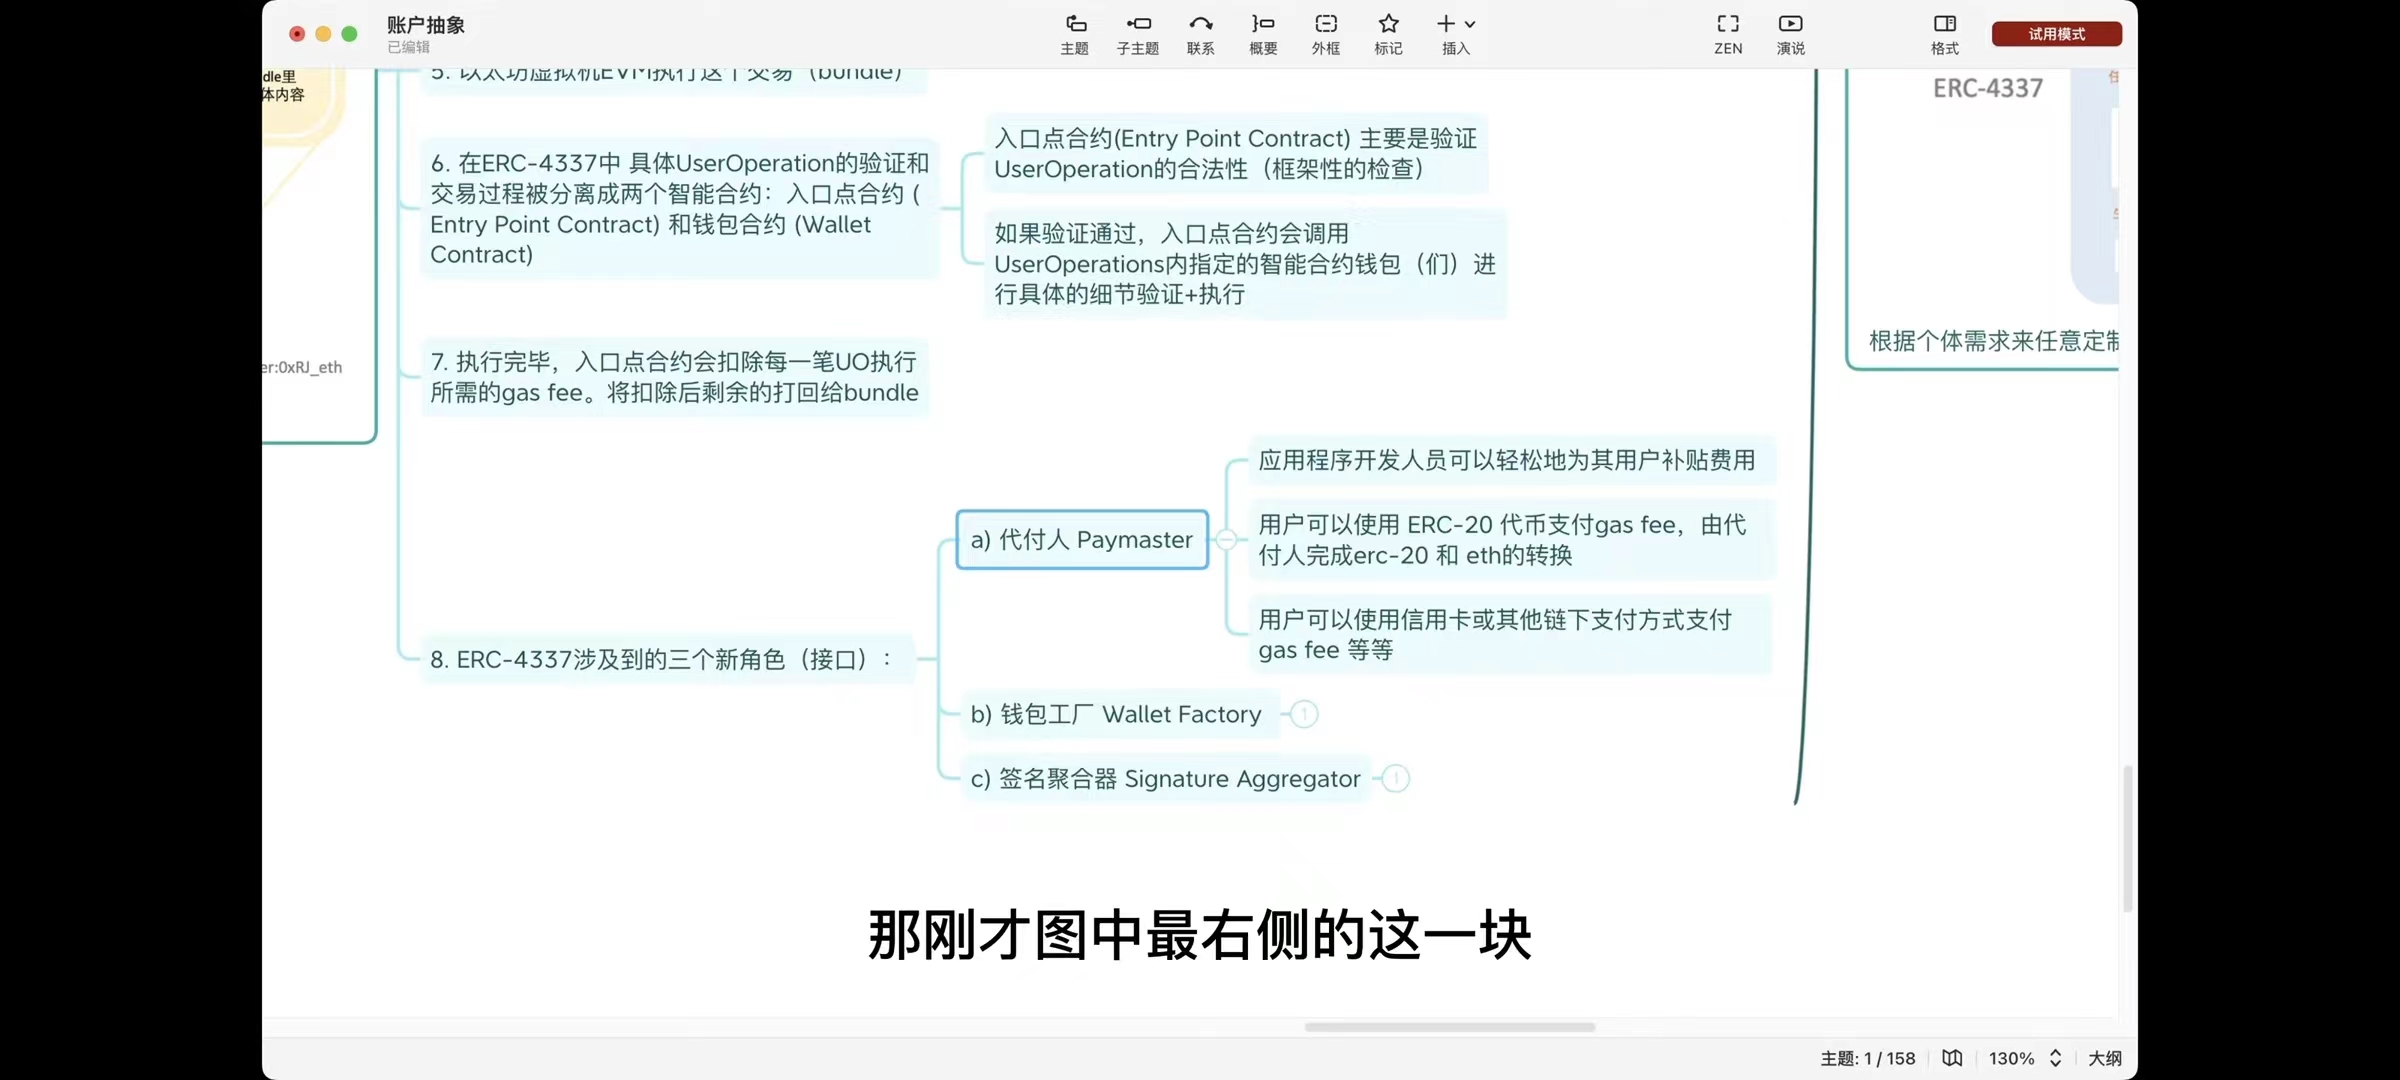 账户抽象
已编辑
主题
子主题
联系
概要
外框
标记
插入
ZEN
演说
格式
试用模式
dle里
体内容
er:0xRJ_eth
5. 以太坊虚拟机EVM执行这个交易（bundle）
6. 在ERC-4337中 具体UserOperation的验证和
交易过程被分离成两个智能合约：入口点合约 (
Entry Point Contract) 和钱包合约 (Wallet
Contract)
入口点合约(Entry Point Contract) 主要是验证
UserOperation的合法性（框架性的检查）
如果验证通过，入口点合约会调用
UserOperations内指定的智能合约钱包（们）进
行具体的细节验证+执行
7. 执行完毕，入口点合约会扣除每一笔UO执行
所需的gas fee。将扣除后剩余的打回给bundle
8. ERC-4337涉及到的三个新角色（接口）：
a) 代付人 Paymaster
应用程序开发人员可以轻松地为其用户补贴费用
用户可以使用 ERC-20 代币支付gas fee，由代
付人完成erc-20 和 eth的转换
用户可以使用信用卡或其他链下支付方式支付
gas fee 等等
b) 钱包工厂 Wallet Factory
1
c) 签名聚合器 Signature Aggregator
1
ERC-4337
根据个体需求来任意定制
那刚才图中最右侧的这一块
主题: 1 / 158
130%
大纲